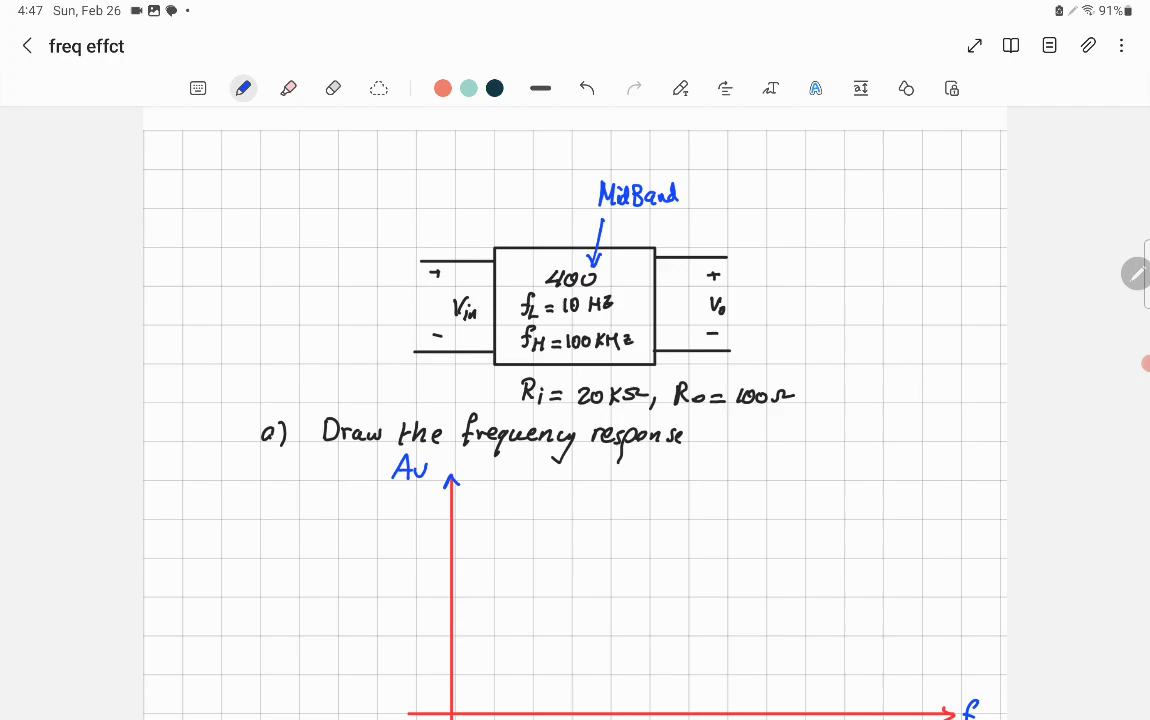 4:47 Sun, Feb 26
91%
freq effct
MidBand
400
+ Vin -
fL = 10 Hz
fH = 100 KHz
+ Vo -
Ri = 20 KΩ, Ro = 100Ω
a) Draw the frequency response
Av
f